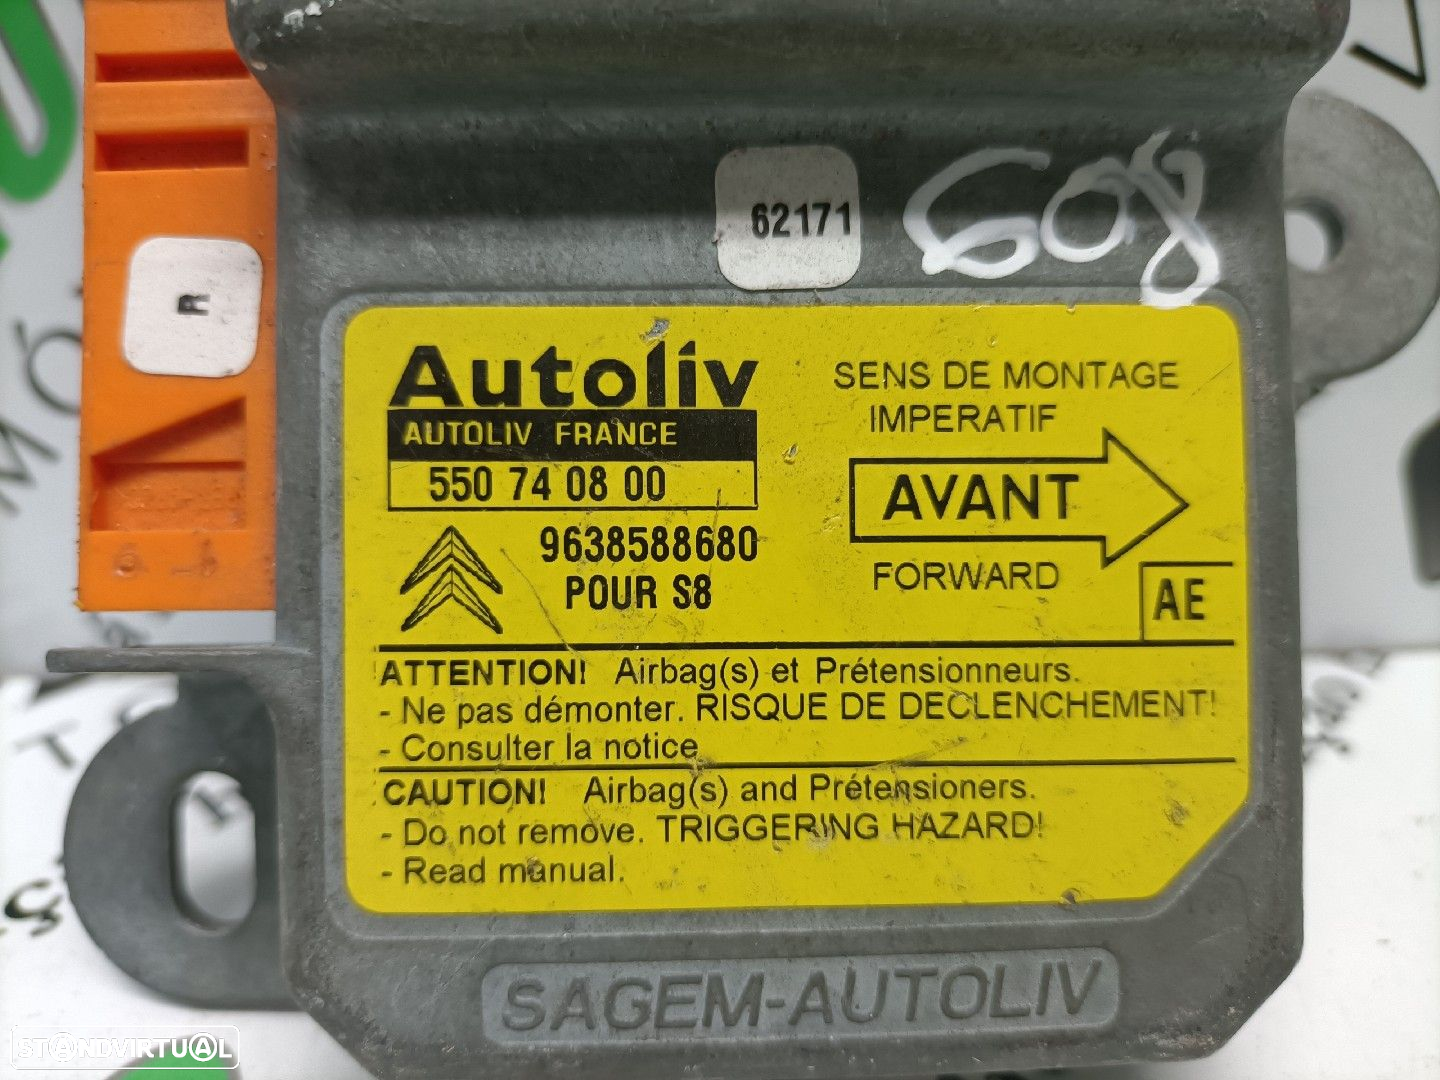 62171
608
R
Autoliv
AUTOLIV FRANCE
550 74 08 00
9638588680
POUR S8
SENS DE MONTAGE
IMPERATIF
AVANT
FORWARD
AE
ATTENTION! Airbag(s) et Prétensionneurs.
- Ne pas démonter. RISQUE DE DECLENCHEMENT!
- Consulter la notice
CAUTION! Airbag(s) and Prétensioners.
- Do not remove. TRIGGERING HAZARD!
- Read manual.
SAGEM-AUTOLIV
STANDVIRTUAL